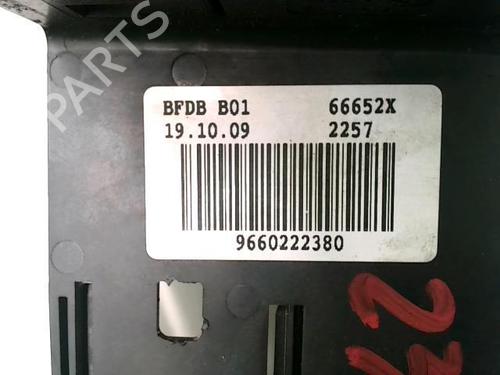 PARTS
BFDB B01 66652X
19.10.09 2257
9660222380